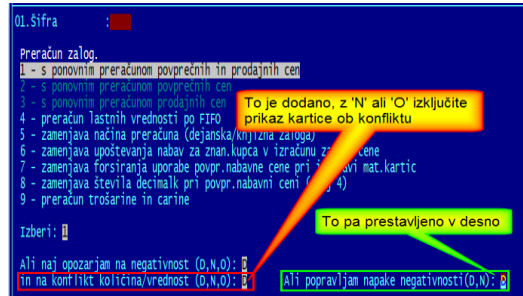 01.Šifra :
Preračun zalog.
1 - s ponovnim preračunom povprečnih in prodajnih cen
2 - s ponovnim preračunom povprečnih cen
3 - s ponovnim preračunom prodajnih cen
4 - preračun lastnih vrednosti po FIFO
5 - zamenjava načina preračuna (dejanska/knjižna zaloga)
6 - zamenjava upoštevanja nabav za znan.kupca v izračunu
7 - zamenjava forsiranja uporabe povpr.nabavne cene pri mat.kartic
8 - zamenjava števila decimalk pri povpr.nabavni ceni 4)
9 - preračun trošarine in carine
To je dodano, z 'N' ali 'O' izključite
prikaz kartice ob konfliktu
To pa prestavljeno v desno
Izberi: 1
Ali naj opozarjam na negativnost (D,N,O): D
in na konflikt količina/vrednost (D,N,O): D Ali popravljam napake negativnosti(D,N): D